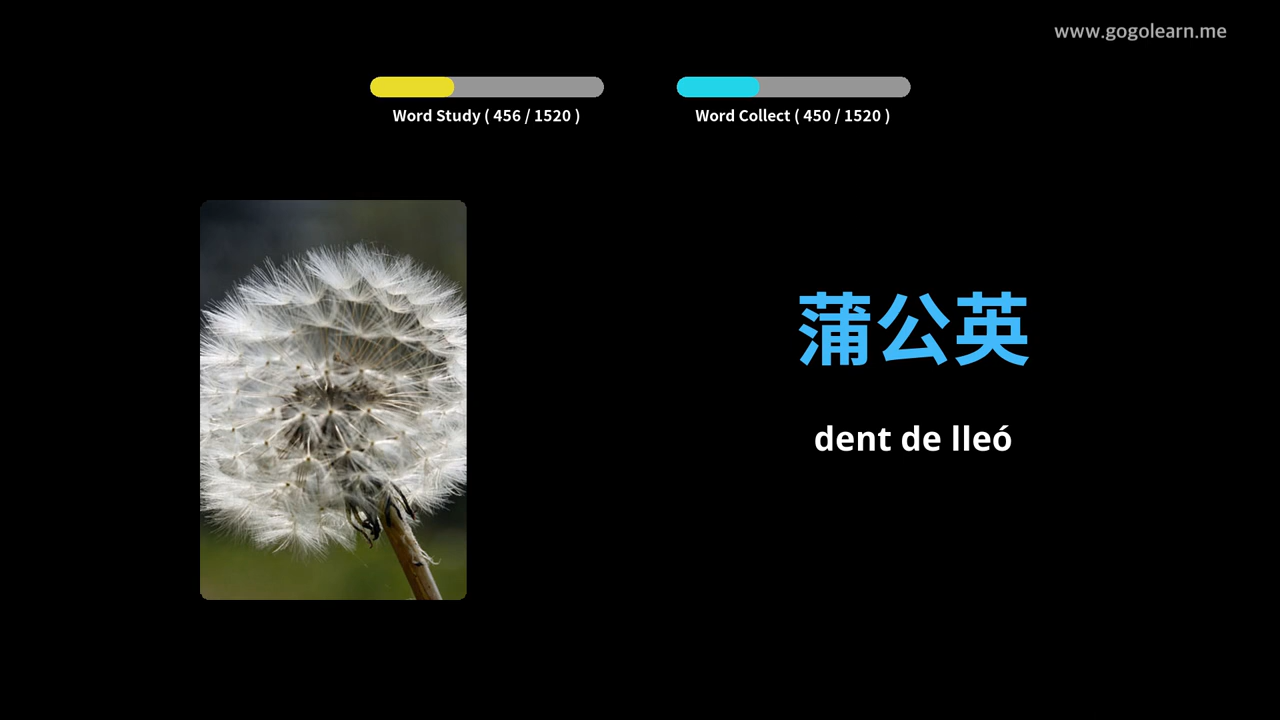 www.gogolearn.me
Word Study ( 456 / 1520 )
Word Collect ( 450 / 1520 )
蒲公英
dent de lleó